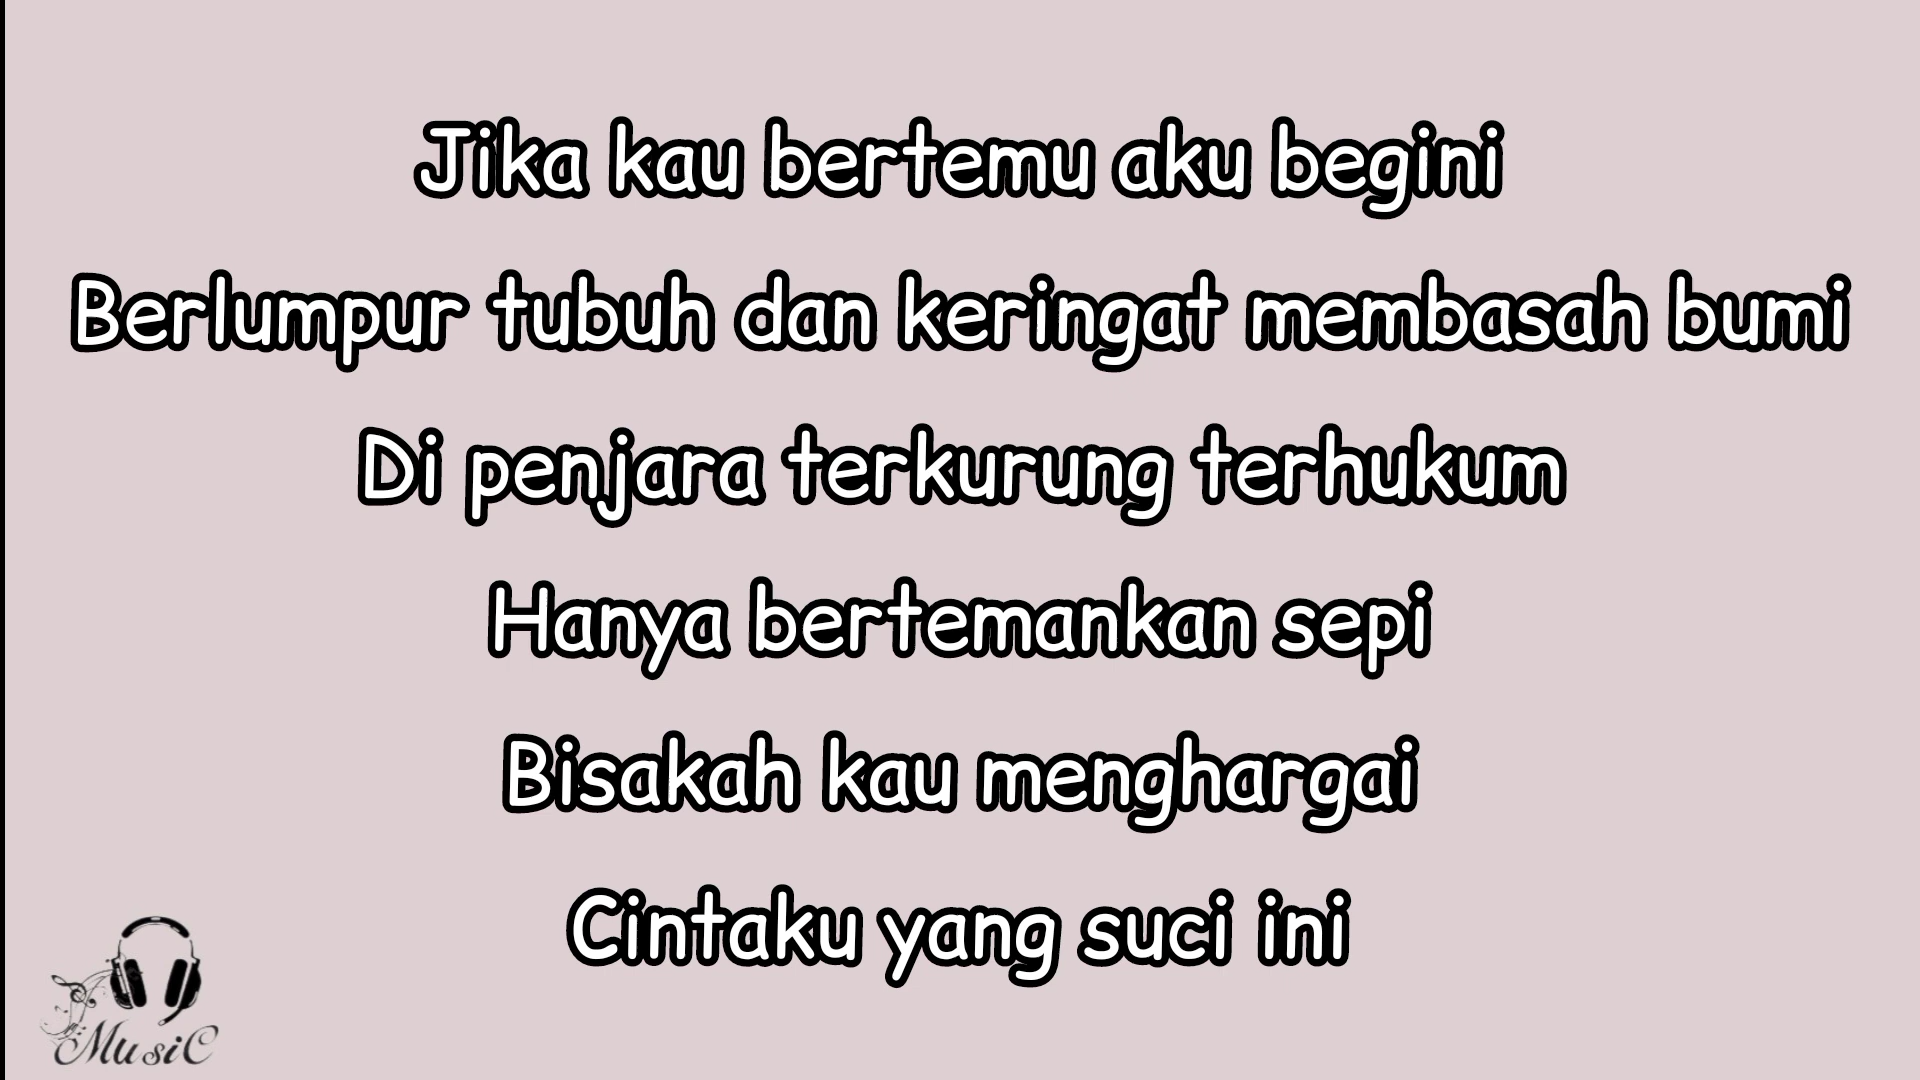 Jika kau bertemu aku begini
Berlumpur tubuh dan keringat membasah bumi
Di penjara terkurung terhukum
Hanya bertemankan sepi
Bisakah kau menghargai
Cintaku yang suci ini
MusiC